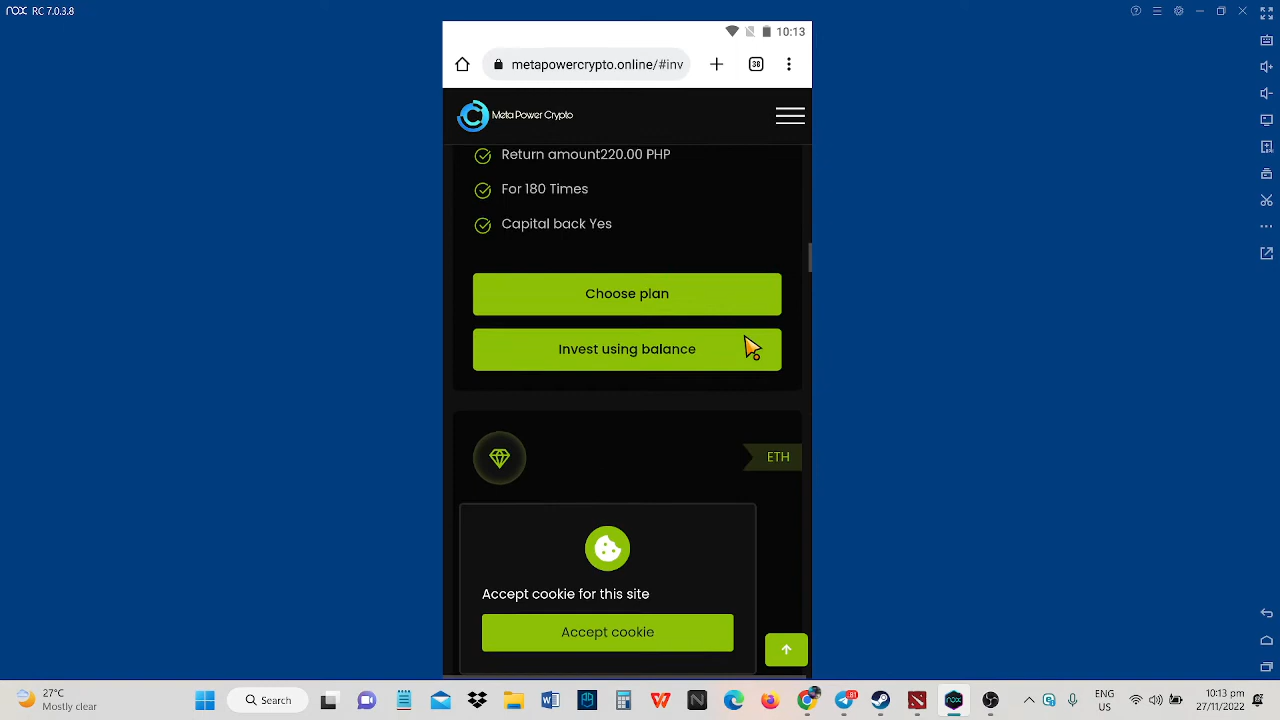 nox RC 7.0.3.8
10:13
metapowercrypto.online/#inv
38
Meta Power Crypto
Return amount220.00 PHP
For 180 Times
Capital back Yes
Choose plan
Invest using balance
ETH
Accept cookie for this site
Accept cookie
27°C
Mostly clear
Search
81
ENG
US
10:13 pm
27/11/2022